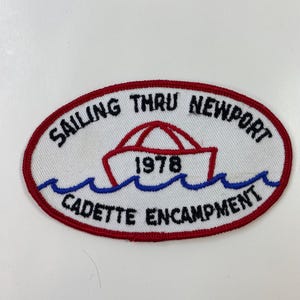 SAILING THRU NEWPORT
1978
CADETTE ENCAMPMENT